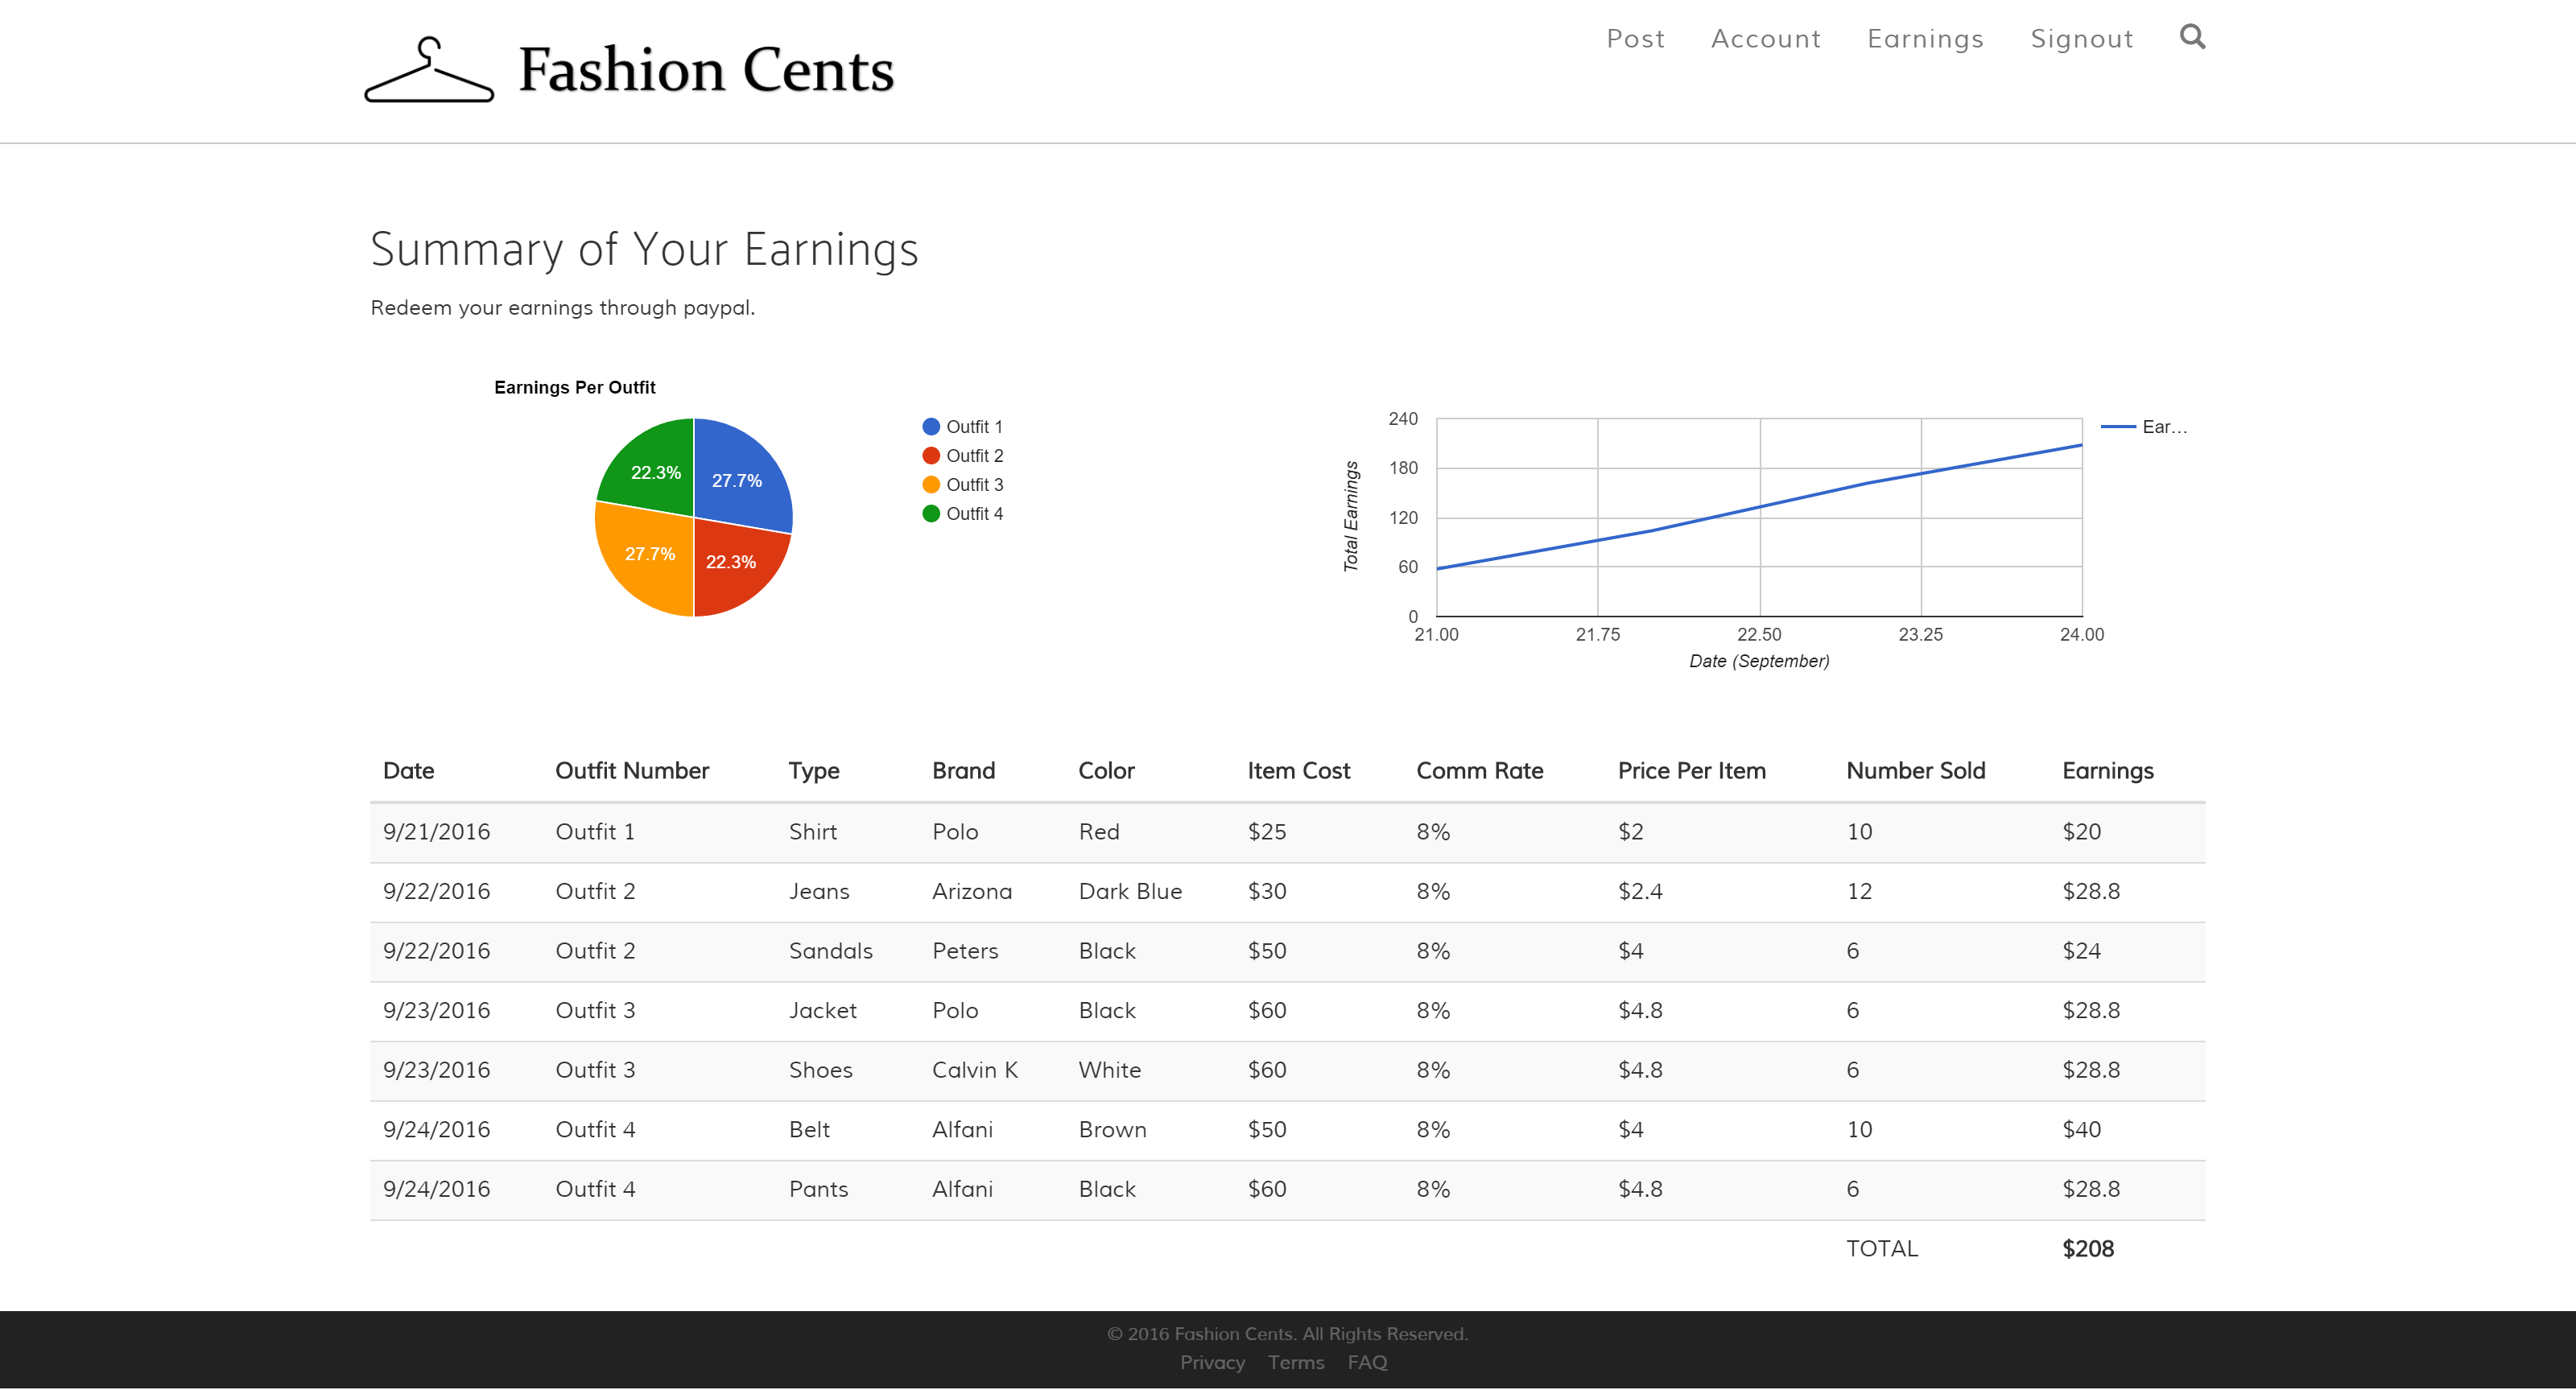 Fashion Cents
Post Account Earnings Signout
Summary of Your Earnings
Redeem your earnings through paypal.
Earnings Per Outfit
27.7%
22.3%
27.7%
22.3%
Outfit 1
Outfit 2
Outfit 3
Outfit 4
Total Earnings
240
180
120
60
0
21.00 21.75 22.50 23.25 24.00
Date (September)
Ear…
Date Outfit Number Type Brand Color Item Cost Comm Rate Price Per Item Number Sold Earnings
9/21/2016 Outfit 1 Shirt Polo Red $25 8% $2 10 $20
9/22/2016 Outfit 2 Jeans Arizona Dark Blue $30 8% $2.4 12 $28.8
9/22/2016 Outfit 2 Sandals Peters Black $50 8% $4 6 $24
9/23/2016 Outfit 3 Jacket Polo Black $60 8% $4.8 6 $28.8
9/23/2016 Outfit 3 Shoes Calvin K White $60 8% $4.8 6 $28.8
9/24/2016 Outfit 4 Belt Alfani Brown $50 8% $4 10 $40
9/24/2016 Outfit 4 Pants Alfani Black $60 8% $4.8 6 $28.8
TOTAL $208
© 2016 Fashion Cents. All Rights Reserved.
Privacy Terms FAQ